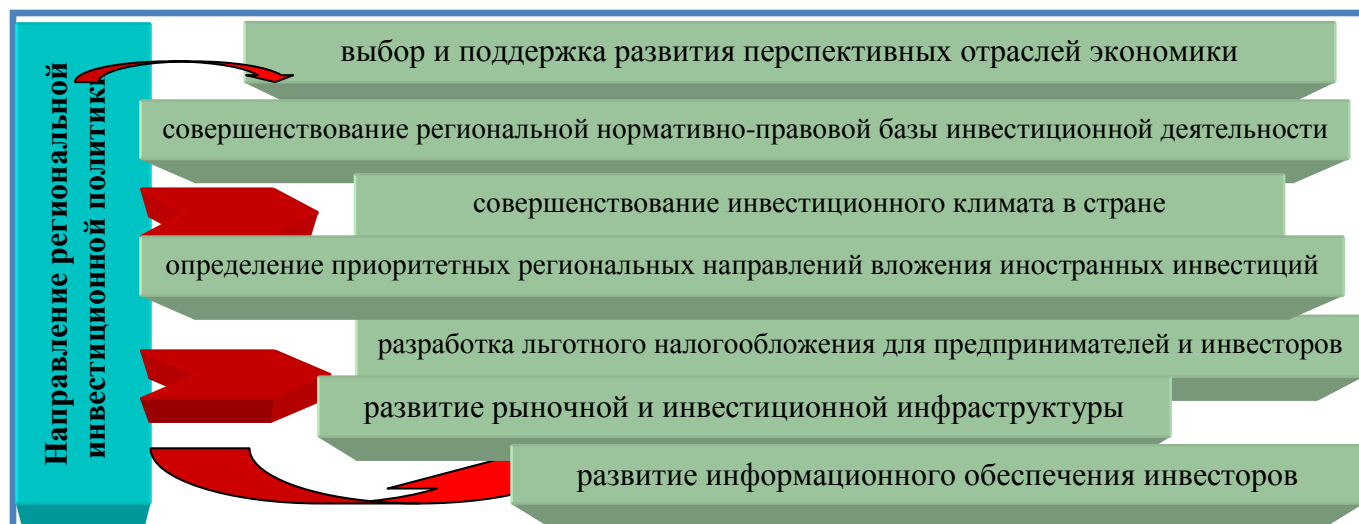 Направление региональной
инвестиционной политики
выбор и поддержка развития перспективных отраслей экономики
совершенствование региональной нормативно-правовой базы инвестиционной деятельности
совершенствование инвестиционного климата в стране
определение приоритетных региональных направлений вложения иностранных инвестиций
разработка льготного налогообложения для предпринимателей и инвесторов
развитие рыночной и инвестиционной инфраструктуры
развитие информационного обеспечения инвесторов